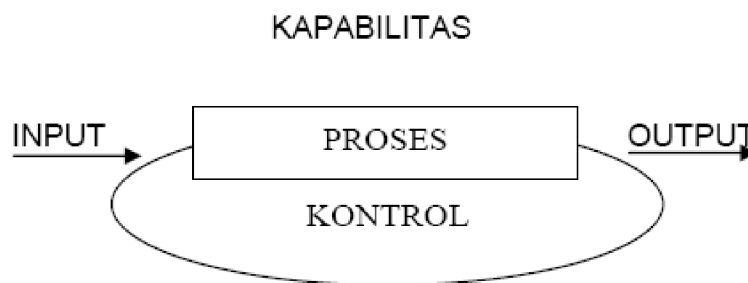 KAPABILITAS
INPUT
PROSES
OUTPUT
KONTROL